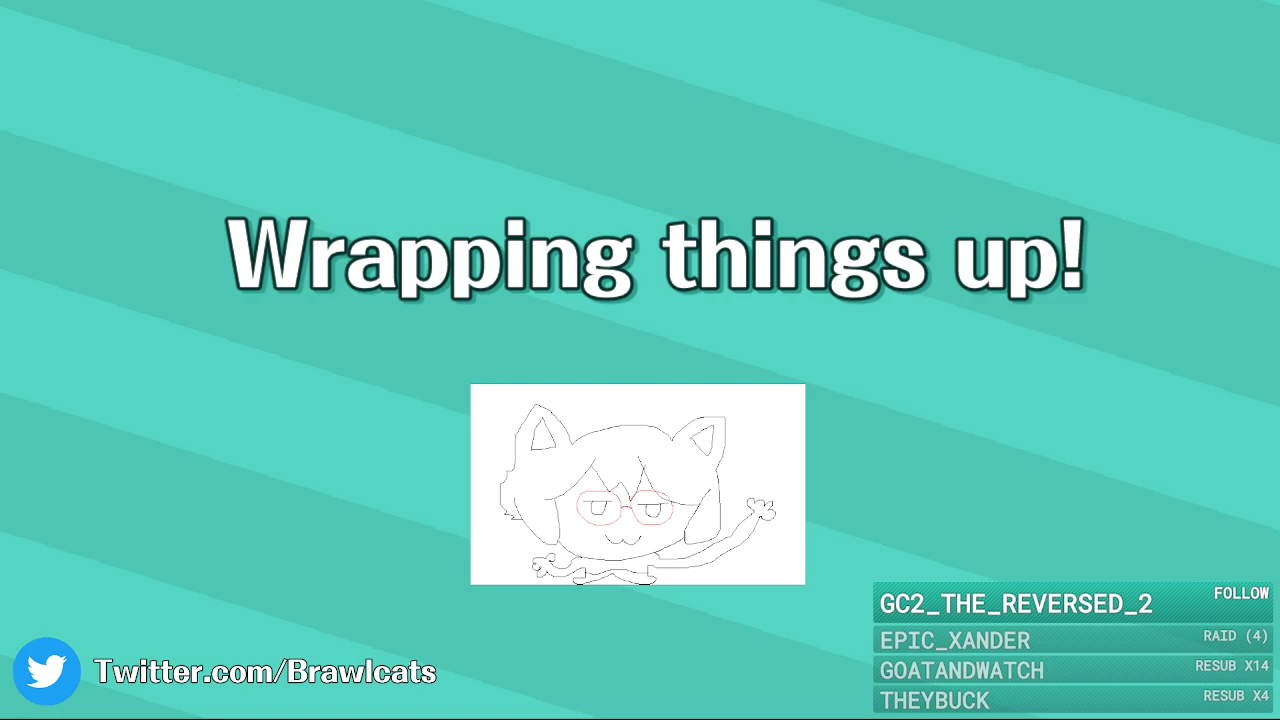 Wrapping things up!
GC2_THE_REVERSED_2 FOLLOW
EPIC_XANDER RAID (4)
GOATANDWATCH RESUB X14
THEYBUCK RESUB X4
Twitter.com/Brawlcats